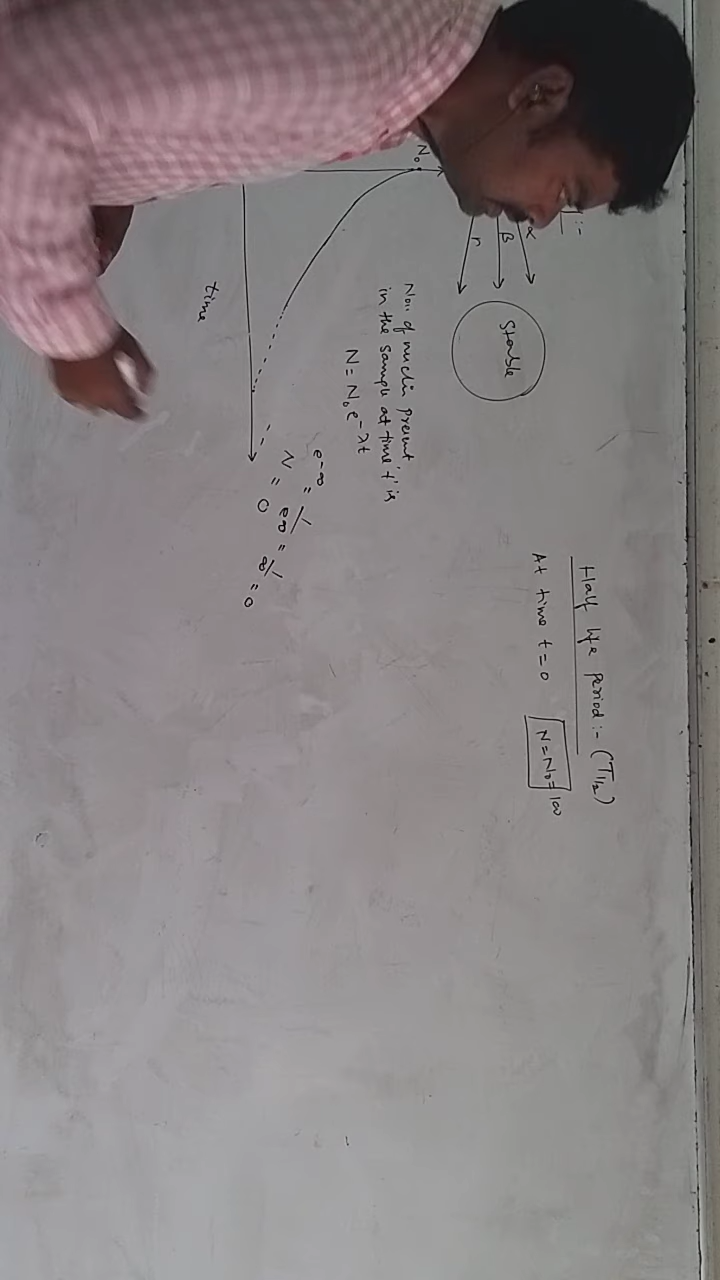 α
β
r
Stable
N₀
No. of nuclei present
in the sample at time 't' is
N = N₀e^-λt
time
e^-∞ = 1/e^∞ = 1/∞ = 0
N = 0
Half life period :- (T1/2)
At time t = 0 N = N₀ = 100